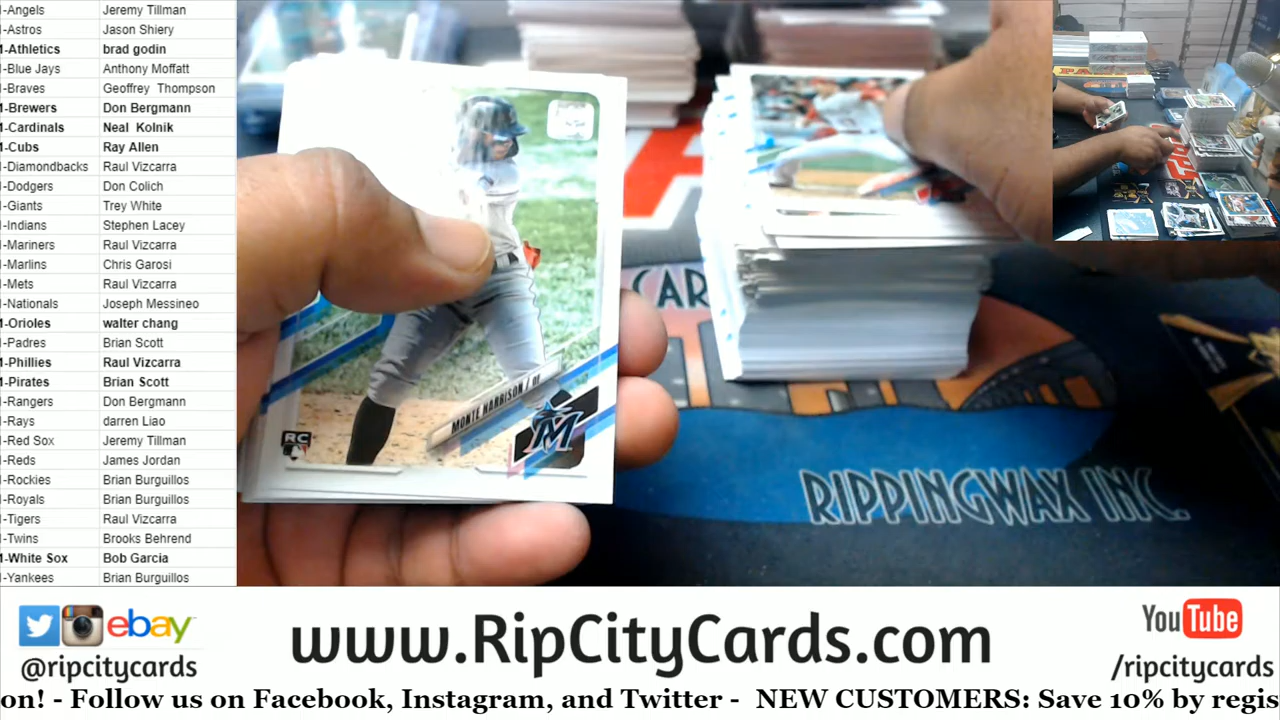 -Angels Jeremy Tillman
-Astros Jason Shiery
-Athletics brad godin
-Blue Jays Anthony Moffatt
-Braves Geoffrey Thompson
-Brewers Don Bergmann
-Cardinals Neal Kolnik
-Cubs Ray Allen
-Diamondbacks Raul Vizcarra
-Dodgers Don Colich
-Giants Trey White
-Indians Stephen Lacey
-Mariners Raul Vizcarra
-Marlins Chris Garosi
-Mets Raul Vizcarra
-Nationals Joseph Messineo
-Orioles walter chang
-Padres Brian Scott
-Phillies Raul Vizcarra
-Pirates Brian Scott
-Rangers Don Bergmann
-Rays darren Liao
-Red Sox Jeremy Tillman
-Reds James Jordan
-Rockies Brian Burguillos
-Royals Brian Burguillos
-Tigers Raul Vizcarra
-Twins Brooks Behrend
-White Sox Bob Garcia
-Yankees Brian Burguillos
MONTE HARRISON / OF
M
RC
CAR
RIPPINGWAX INC.
ebay
@ripcitycards
www.RipCityCards.com
YouTube
/ripcitycards
on! - Follow us on Facebook, Instagram, and Twitter - NEW CUSTOMERS: Save 10% by regis